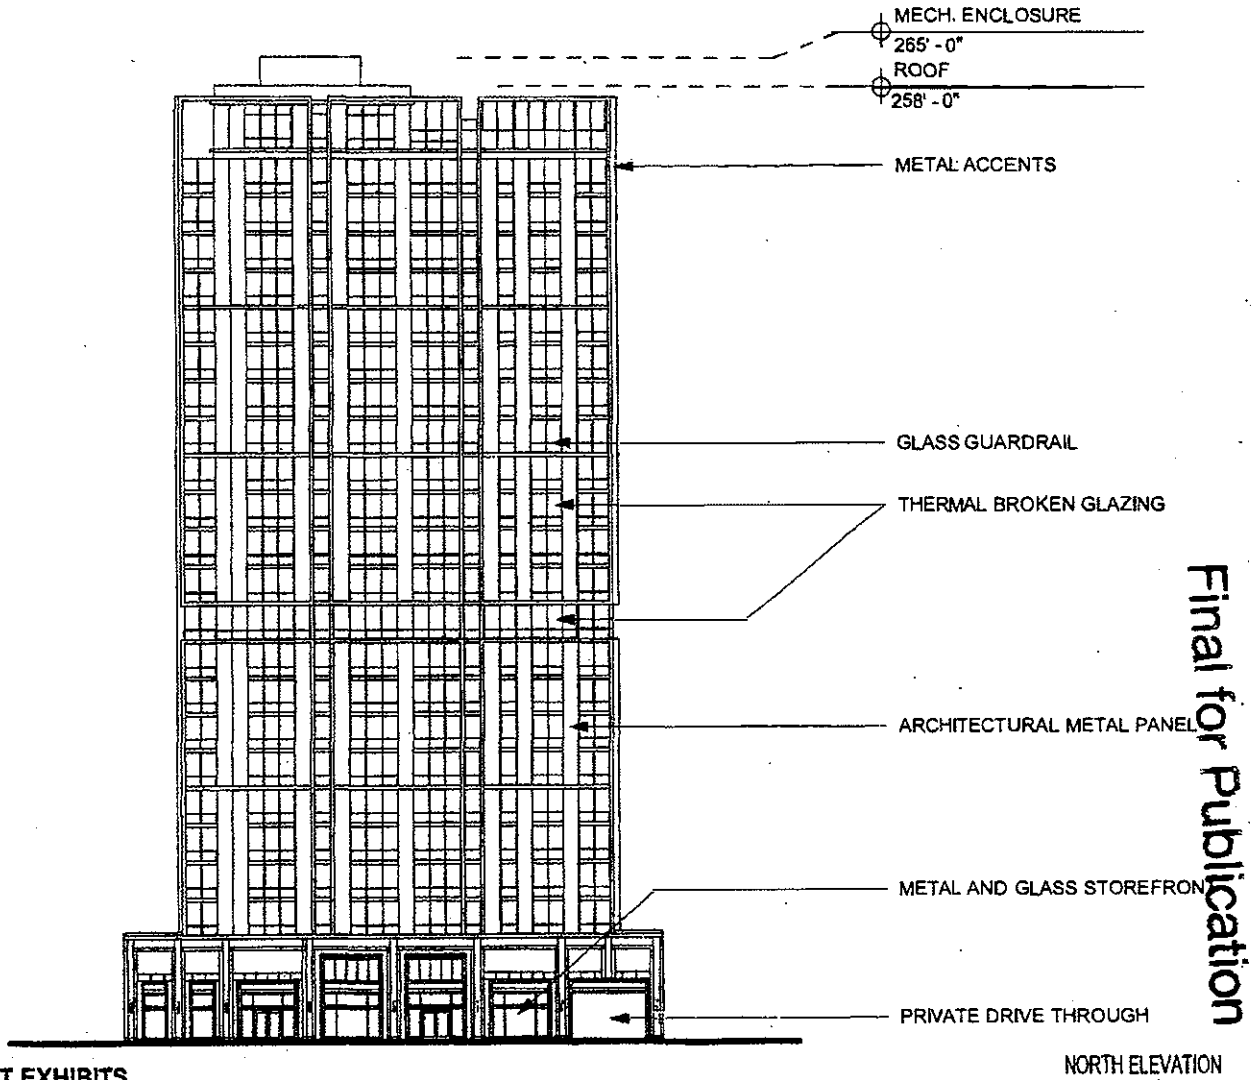 MECH. ENCLOSURE
265' - 0"
ROOF
258' - 0"
METAL ACCENTS
GLASS GUARDRAIL
THERMAL BROKEN GLAZING
ARCHITECTURAL METAL PANEL
METAL AND GLASS STOREFRON
PRIVATE DRIVE THROUGH
Final for Publication
NORTH ELEVATION
T EXHIBITS